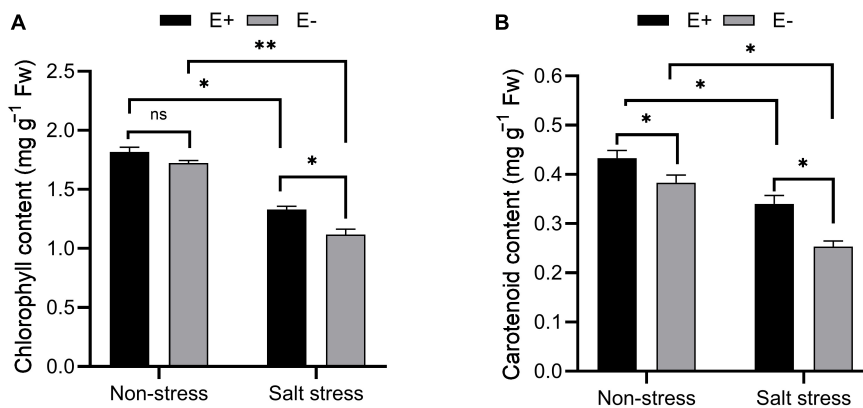 A
E+ E-
**
*
ns
*
2.5
2.0
1.5
1.0
0.5
0.0
Chlorophyll content (mg g⁻¹ Fw)
Non-stress Salt stress
B
E+ E-
*
*
*
*
0.6
0.5
0.4
0.3
0.2
0.1
0.0
Carotenoid content (mg g⁻¹ Fw)
Non-stress Salt stress